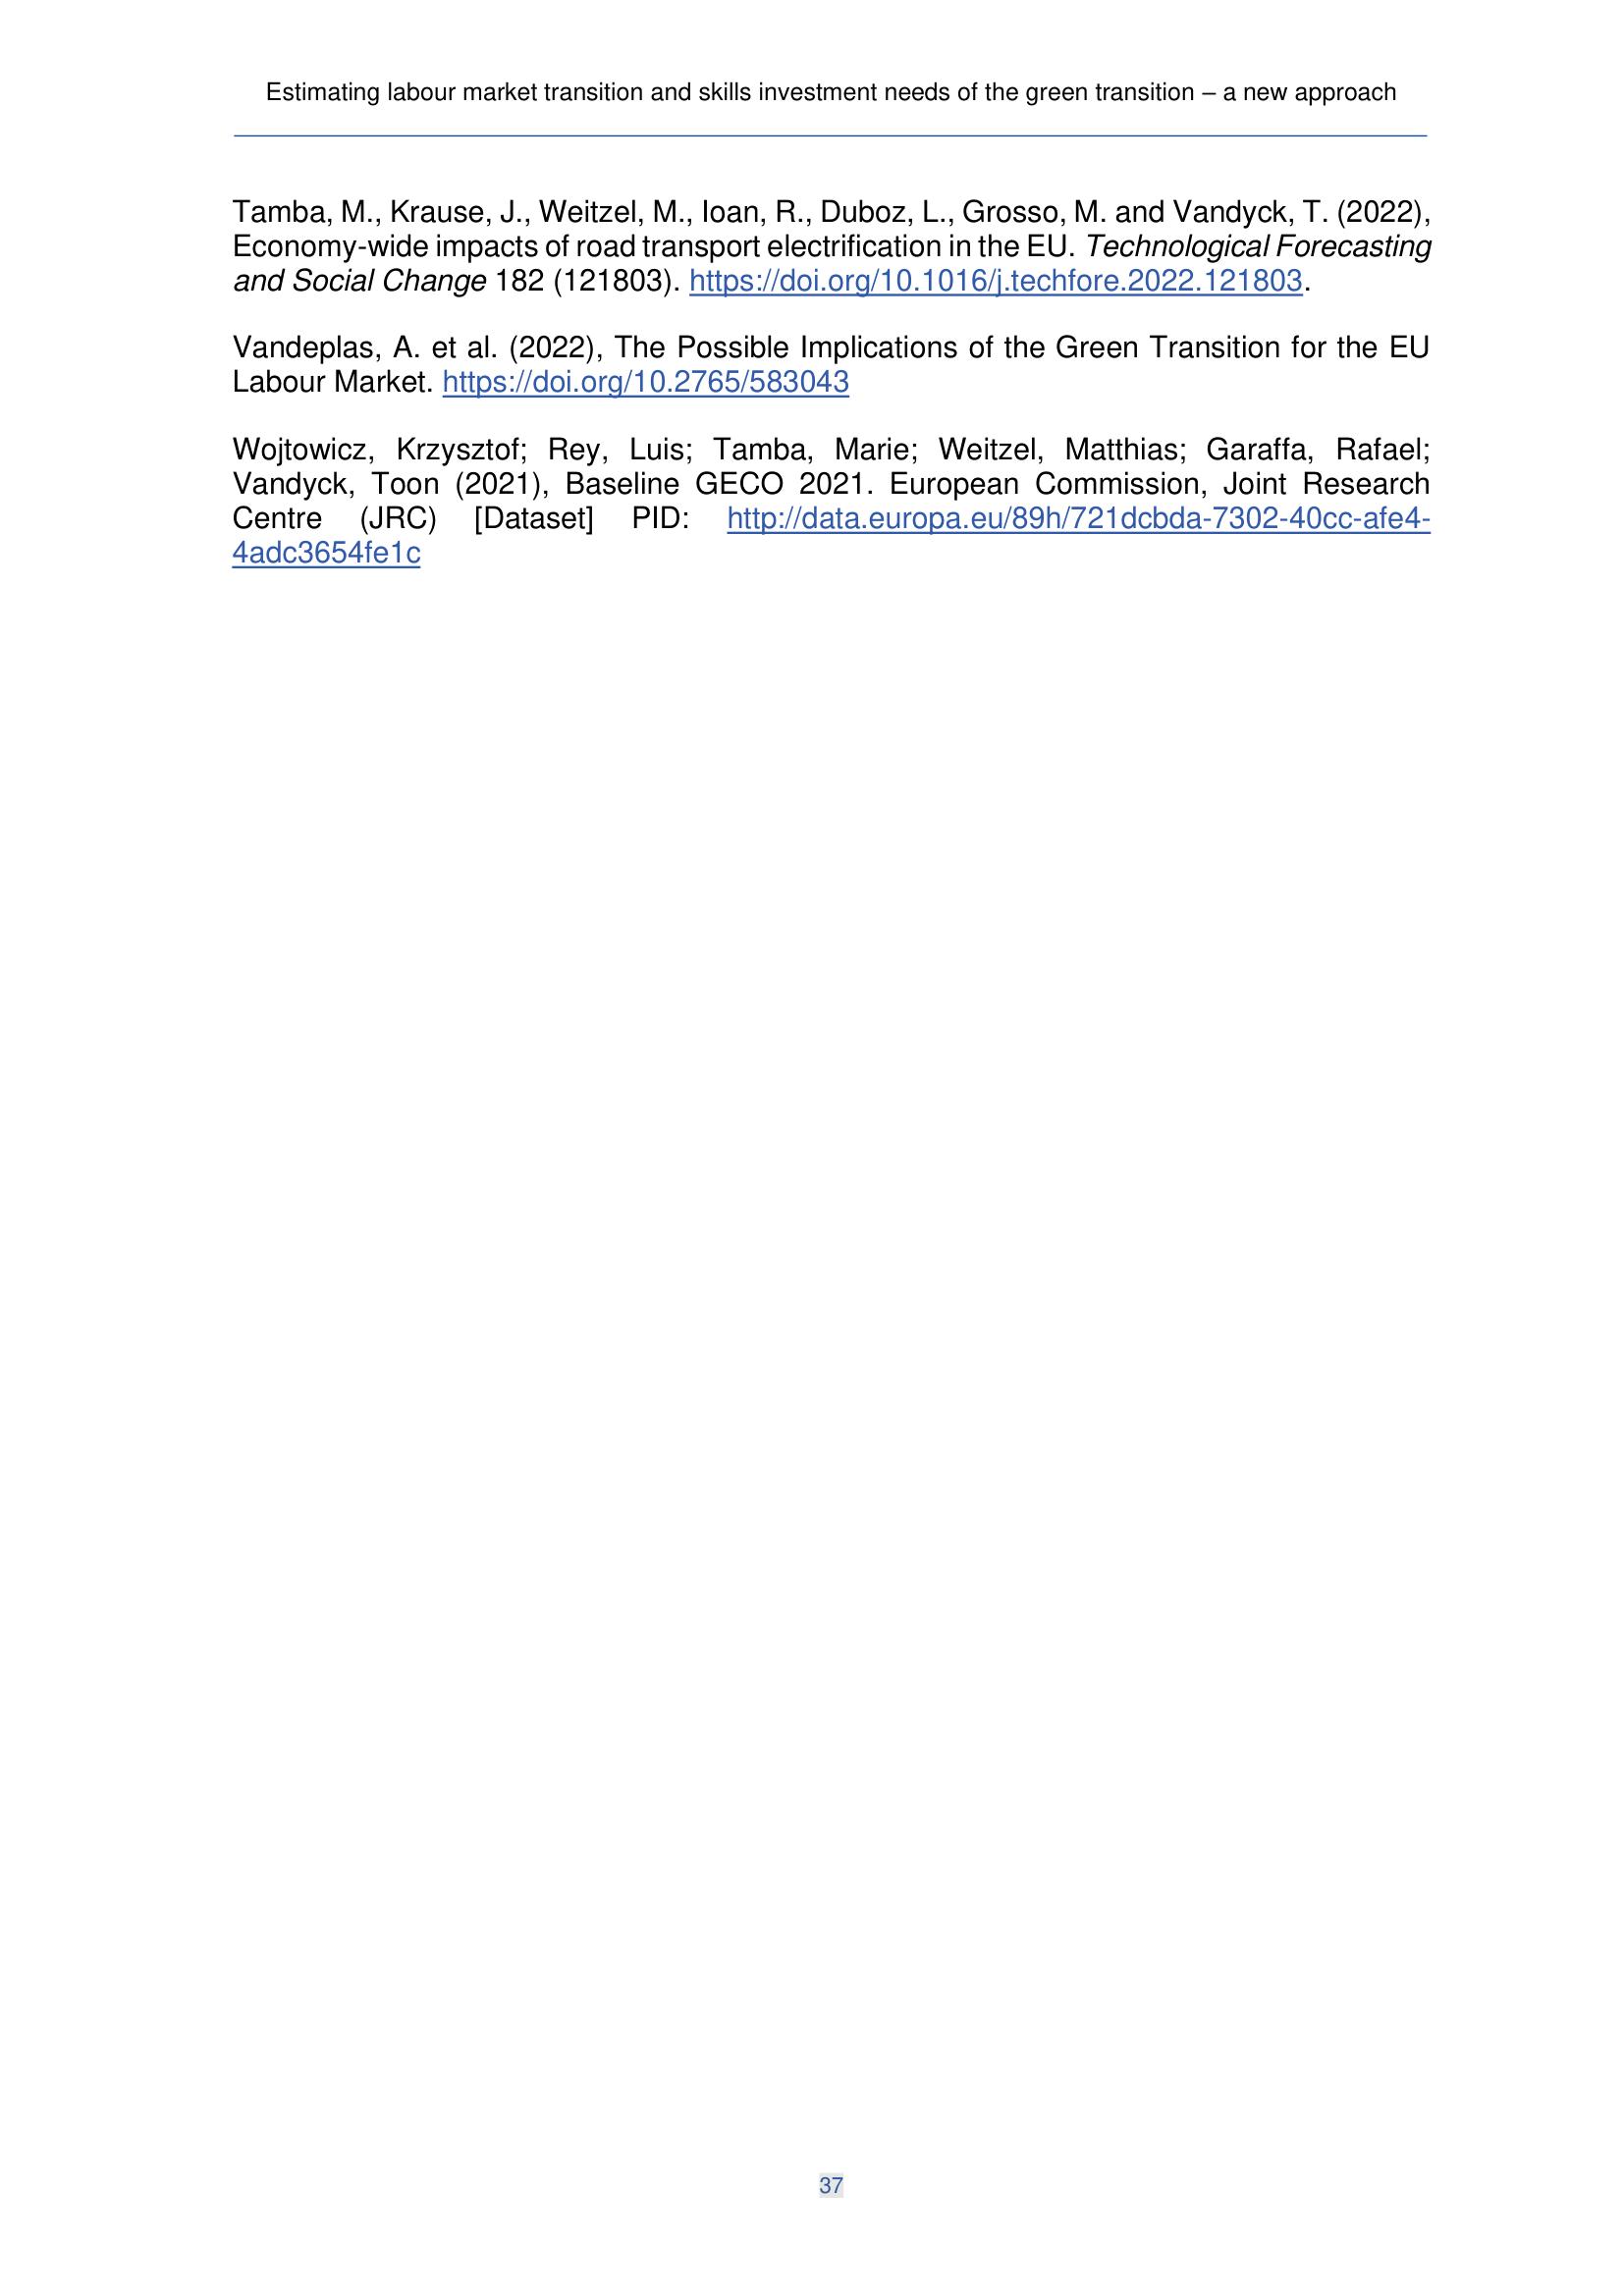 Estimating labour market transition and skills investment needs of the green transition – a new approach
Tamba, M., Krause, J., Weitzel, M., Ioan, R., Duboz, L., Grosso, M. and Vandyck, T. (2022),
Economy-wide impacts of road transport electrification in the EU. Technological Forecasting
and Social Change 182 (121803). https://doi.org/10.1016/j.techfore.2022.121803.
Vandeplas, A. et al. (2022), The Possible Implications of the Green Transition for the EU
Labour Market. https://doi.org/10.2765/583043
Wojtowicz, Krzysztof; Rey, Luis; Tamba, Marie; Weitzel, Matthias; Garaffa, Rafael;
Vandyck, Toon (2021), Baseline GECO 2021. European Commission, Joint Research
Centre (JRC) [Dataset] PID: http://data.europa.eu/89h/721dcbda-7302-40cc-afe4-
4adc3654fe1c
37